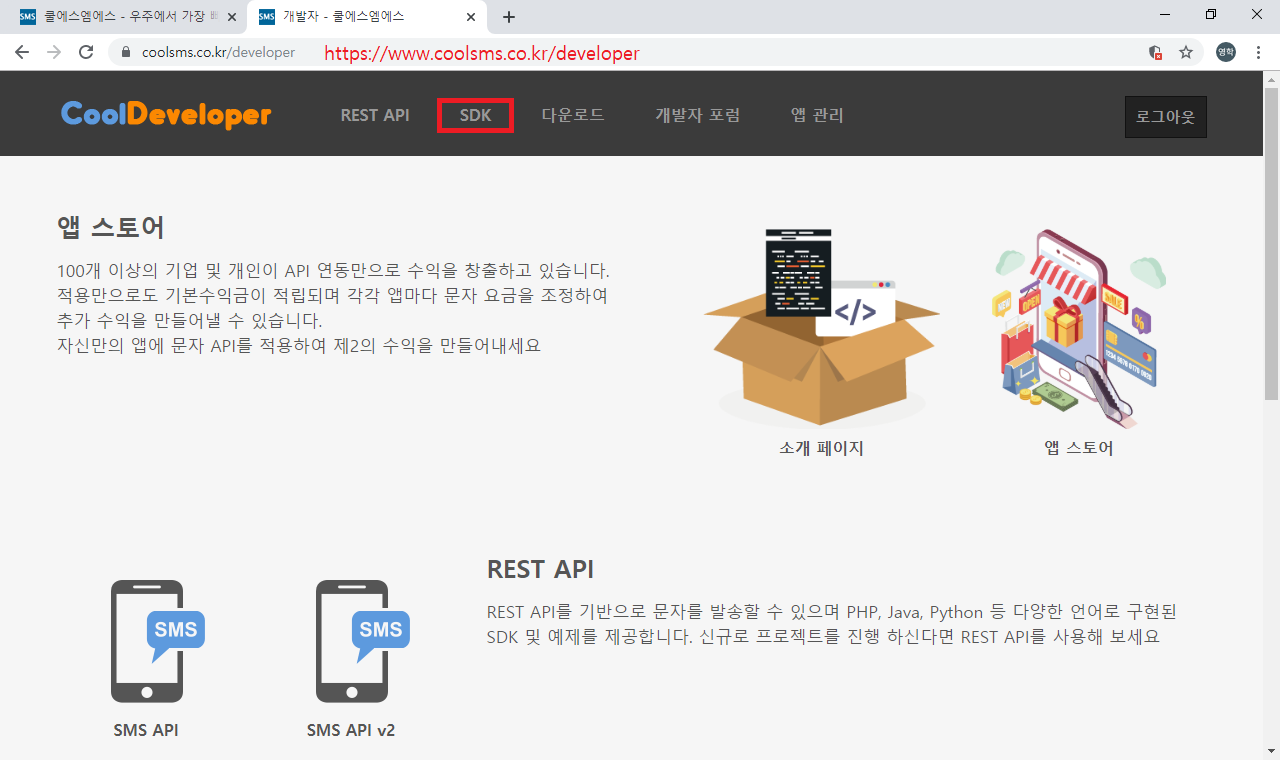 SMS 쿨에스엠에스 - 우주에서 가장 빠
SMS 개발자 - 쿨에스엠에스
coolsms.co.kr/developer
https://www.coolsms.co.kr/developer
영학
CoolDeveloper
REST API
SDK
다운로드
개발자 포럼
앱 관리
로그아웃
앱 스토어
100개 이상의 기업 및 개인이 API 연동만으로 수익을 창출하고 있습니다.
적용만으로도 기본수익금이 적립되며 각각 앱마다 문자 요금을 조정하여
추가 수익을 만들어낼 수 있습니다.
자신만의 앱에 문자 API를 적용하여 제2의 수익을 만들어내세요
</>
NEW
OPEN
%
소개 페이지
앱 스토어
REST API
REST API를 기반으로 문자를 발송할 수 있으며 PHP, Java, Python 등 다양한 언어로 구현된
SDK 및 예제를 제공합니다. 신규로 프로젝트를 진행 하신다면 REST API를 사용해 보세요
SMS
SMS
SMS API
SMS API v2